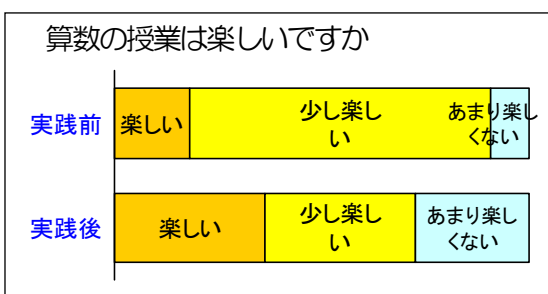 算数の授業は楽しいですか
実践前
楽しい
少し楽し
い
あまり楽し
くない
実践後
楽しい
少し楽し
い
あまり楽し
くない